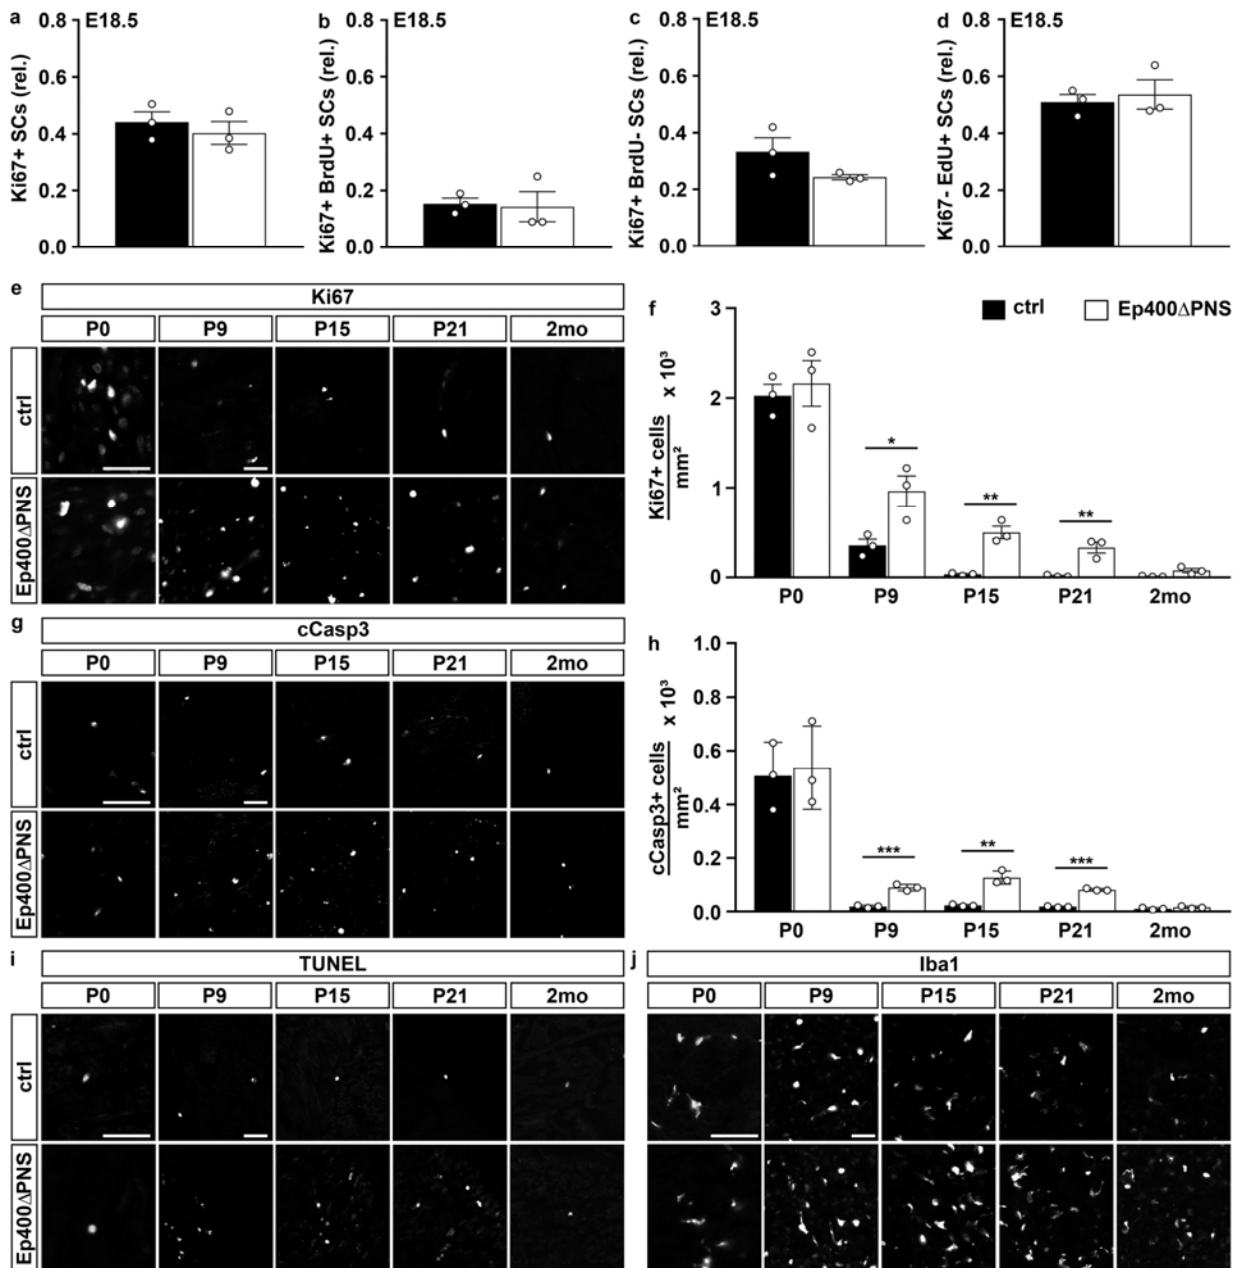 a
E18.5
Ki67+ SCs (rel.)
0.8
0.6
0.4
0.2
0.0
b
E18.5
Ki67+ BrdU+ SCs (rel.)
0.8
0.6
0.4
0.2
0.0
c
E18.5
Ki67+ BrdU- SCs (rel.)
0.8
0.6
0.4
0.2
0.0
d
E18.5
Ki67- EdU+ SCs (rel.)
0.8
0.6
0.4
0.2
0.0
e
Ki67
P0 P9 P15 P21 2mo
ctrl
Ep400ΔPNS
f
ctrl Ep400ΔPNS
Ki67+ cells
mm²
x 10³
3
2
1
0
*
**
**
P0 P9 P15 P21 2mo
g
cCasp3
P0 P9 P15 P21 2mo
ctrl
Ep400ΔPNS
h
cCasp3+ cells
mm²
x 10³
1.0
0.8
0.6
0.4
0.2
0.0
***
**
***
P0 P9 P15 P21 2mo
i
TUNEL
P0 P9 P15 P21 2mo
ctrl
Ep400ΔPNS
j
Iba1
P0 P9 P15 P21 2mo